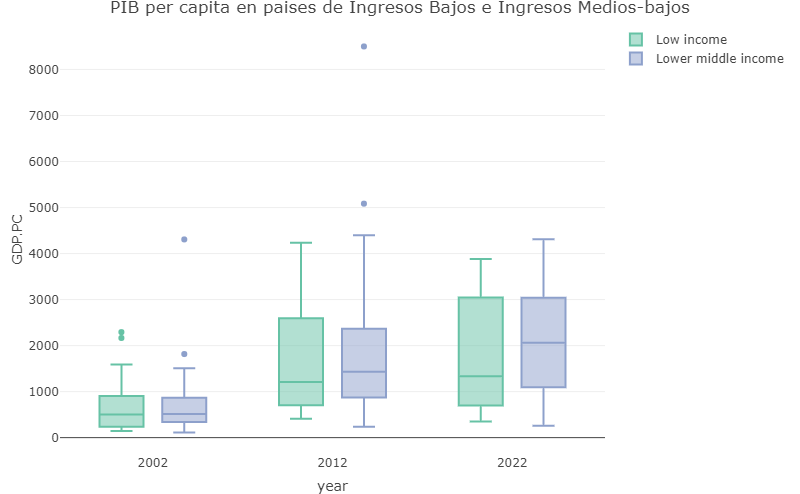 PIB per capita en paises de Ingresos Bajos e Ingresos Medios-bajos
Low income
Lower middle income
8000
7000
6000
5000
4000
3000
2000
1000
0
GDP.PC
2002
2012
2022
year